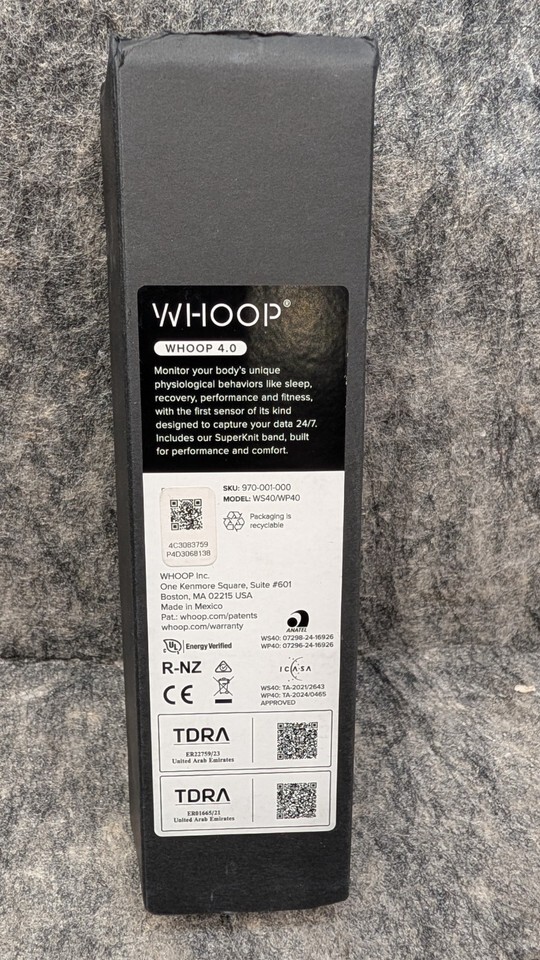 WHOOP®
WHOOP 4.0
Monitor your body's unique
physiological behaviors like sleep,
recovery, performance and fitness,
with the first sensor of its kind
designed to capture your data 24/7.
Includes our SuperKnit band, built
for performance and comfort.
SKU: 970-001-000
MODEL: WS40/WP40
Packaging is
recyclable
4C3083759
P4D3068138
WHOOP Inc.
One Kenmore Square, Suite #601
Boston, MA 02215 USA
Made in Mexico
Pat.: whoop.com/patents
whoop.com/warranty
ANATEL
WS40: 07298-24-16926
WP40: 07296-24-16926
UL Energy Verified
R-NZ
ICASA
WS40: TA-2021/2643
WP40: TA-2024/0465
APPROVED
CE
TDRA
ER22759/23
United Arab Emirates
TDRA
ER01665/21
United Arab Emirates